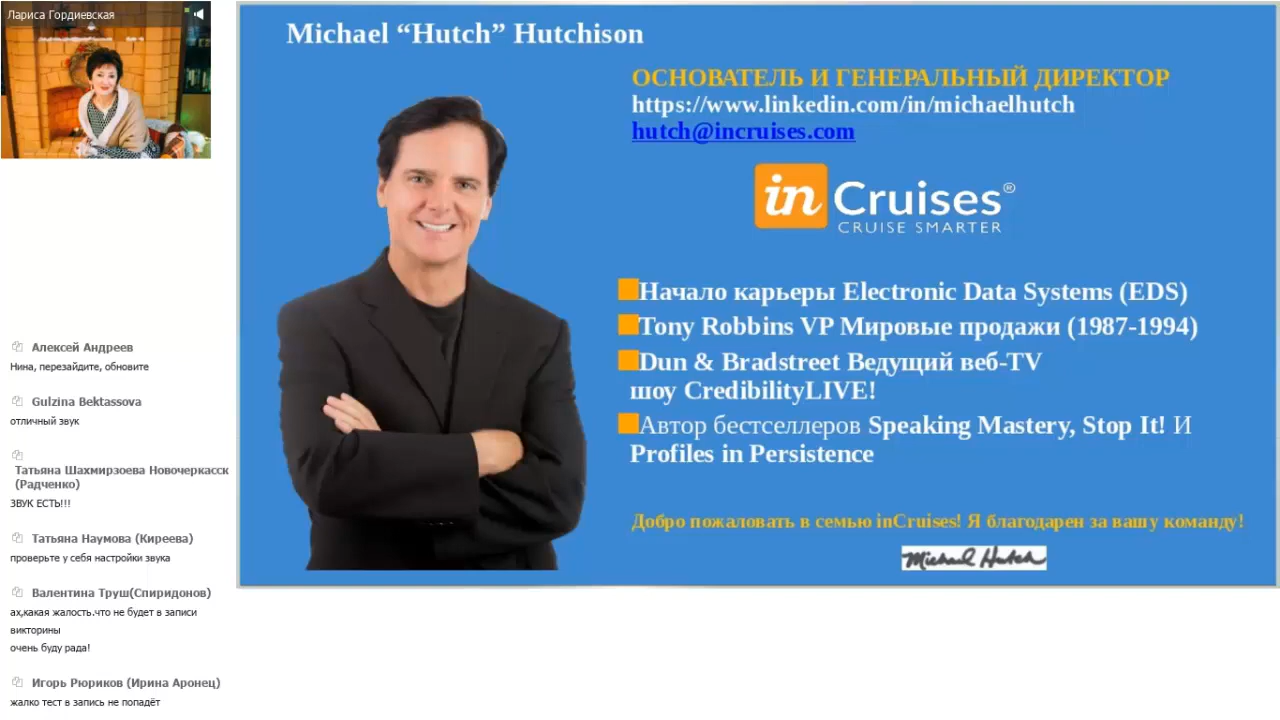 Лариса Гордиевская
Michael “Hutch” Hutchison
ОСНОВАТЕЛЬ И ГЕНЕРАЛЬНЫЙ ДИРЕКТОР
https://www.linkedin.com/in/michaelhutch
hutch@incruises.com
in Cruises®
CRUISE SMARTER
Начало карьеры Electronic Data Systems (EDS)
Tony Robbins VP Мировые продажи (1987-1994)
Dun & Bradstreet Ведущий веб-TV
шоу CredibilityLIVE!
Автор бестселлеров Speaking Mastery, Stop It! И
Profiles in Persistence
Добро пожаловать в семью inCruises! Я благодарен за вашу команду!
Michael Hutch
Алексей Андреев
Нина, перезайдите, обновите
Gulzina Bektassova
отличный звук
Татьяна Шахмирзоева Новочеркасск
(Радченко)
ЗВУК ЕСТЬ!!!
Татьяна Наумова (Киреева)
проверьте у себя настройки звука
Валентина Труш(Спиридонов)
ах,какая жалость.что не будет в записи
викторины
очень буду рада!
Игорь Рюриков (Ирина Аронец)
жалко тест в запись не попадёт